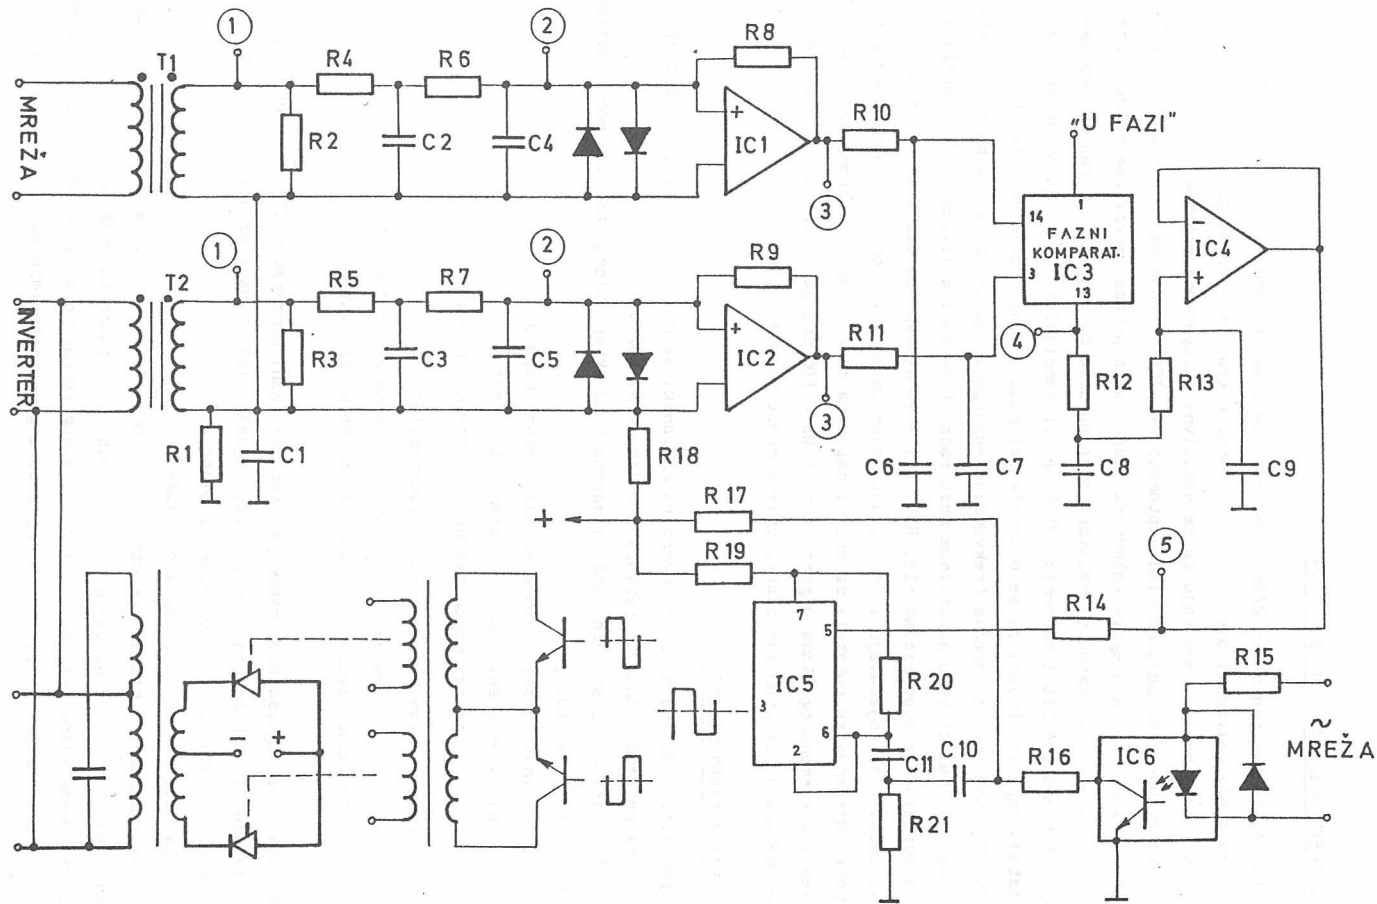 1
2
R8
T1
R4
R6
MREŽA
R2
C2
C4
+
IC1
R10
3
„U FAZI"
1
14
FAZNI
KOMPARAT.
IC3
3
13
-
IC4
+
1
2
R9
T2
R5
R7
INVERTER
R3
C3
C5
+
IC2
R11
3
4
R12
R13
R1
C1
R18
C6
C7
C8
C9
+
R17
R19
5
7
5
R14
IC5
3
6
2
R20
C11
C10
R16
R21
R15
IC6
~
MREŽA
-
+